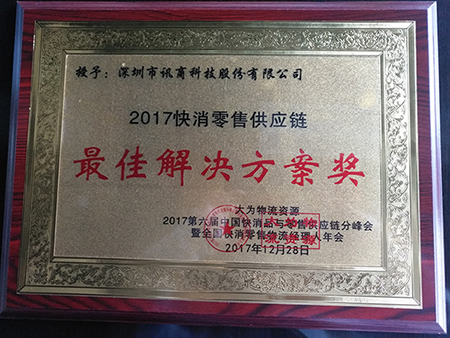 授予：深圳市讯商科技股份有限公司
2017快消零售供应链
最佳解决方案奖
大为物流资源
2017第六届中国快消品与零售供应链分峰会
暨全国快消零售物流经理人年会
2017年12月28日